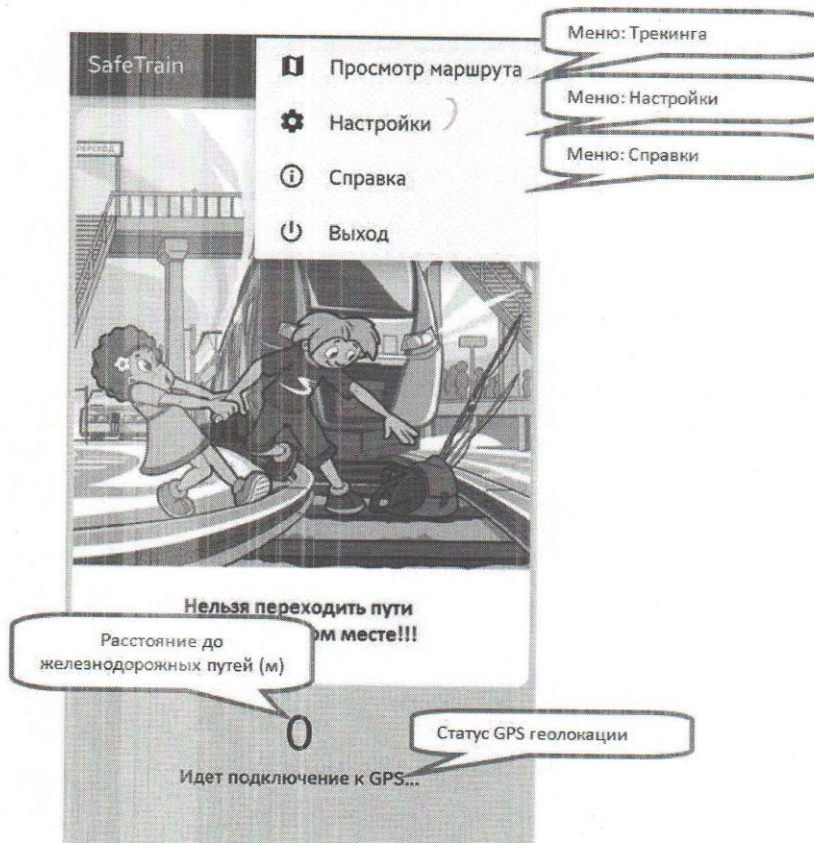 Меню: Трекинга
SafeTrain
Просмотр маршрута
Меню: Настройки
Настройки
Меню: Справки
Справка
Выход
Нельзя переходить пути
ом месте!!!
Расстояние до
железнодорожных путей (м)
0
Статус GPS геолокации
Идет подключение к GPS...